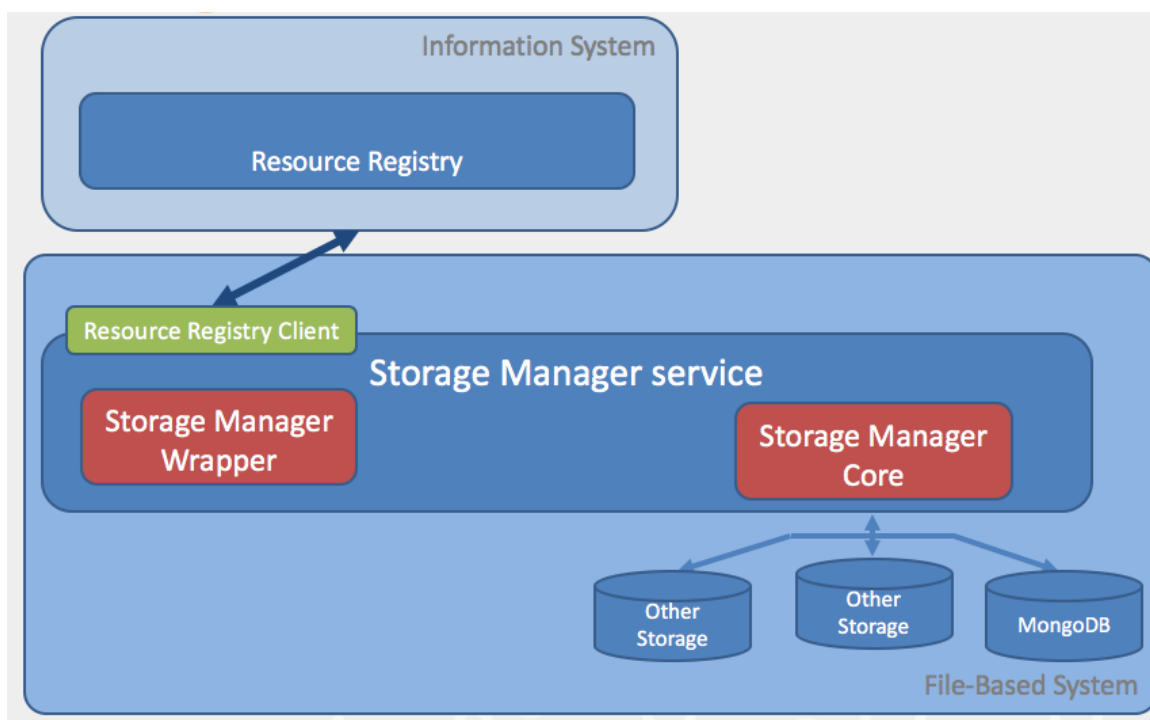 Information System
Resource Registry
Resource Registry Client
Storage Manager service
Storage Manager
Wrapper
Storage Manager
Core
Other
Storage
Other
Storage
MongoDB
File-Based System